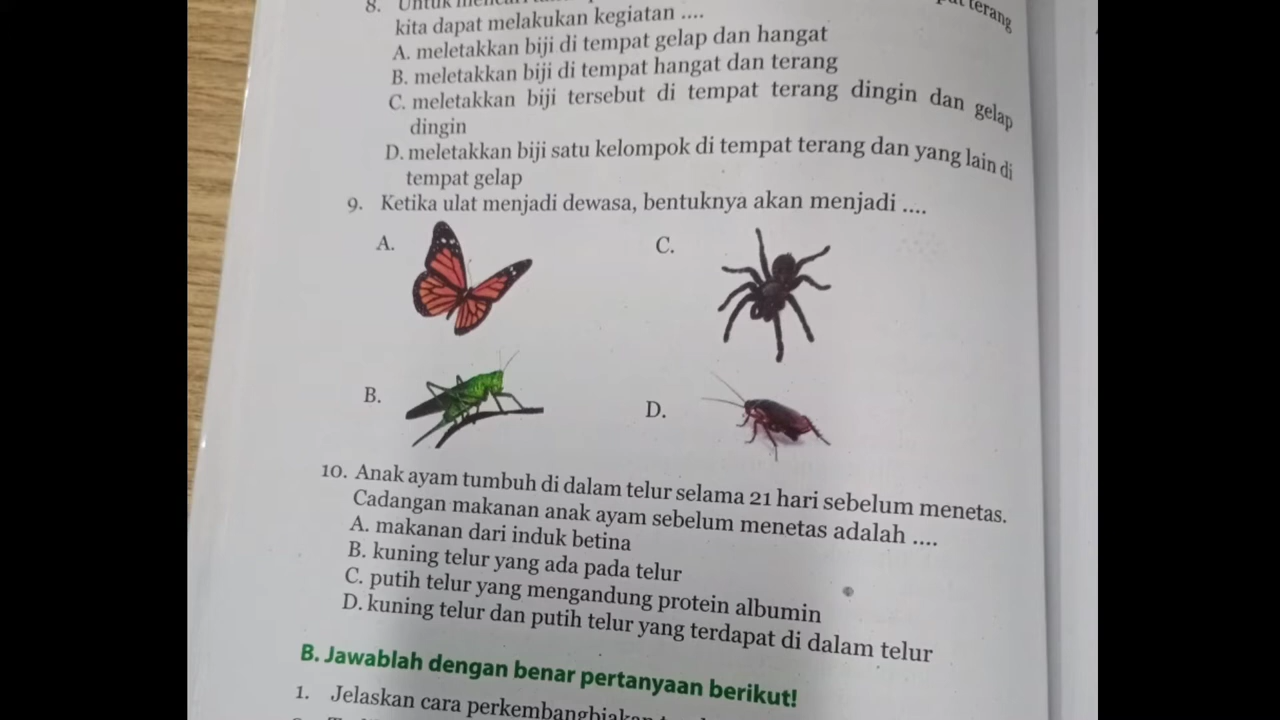 8. Untuk
kita dapat melakukan kegiatan ....
terang
A. meletakkan biji di tempat gelap dan hangat
B. meletakkan biji di tempat hangat dan terang
C. meletakkan biji tersebut di tempat terang dingin dan gelap
dingin
D. meletakkan biji satu kelompok di tempat terang dan yang lain di
tempat gelap
9. Ketika ulat menjadi dewasa, bentuknya akan menjadi ....
A.
C.
B.
D.
10. Anak ayam tumbuh di dalam telur selama 21 hari sebelum menetas.
Cadangan makanan anak ayam sebelum menetas adalah ....
A. makanan dari induk betina
B. kuning telur yang ada pada telur
C. putih telur yang mengandung protein albumin
D. kuning telur dan putih telur yang terdapat di dalam telur
B. Jawablah dengan benar pertanyaan berikut!
1. Jelaskan cara perkembangbiakan